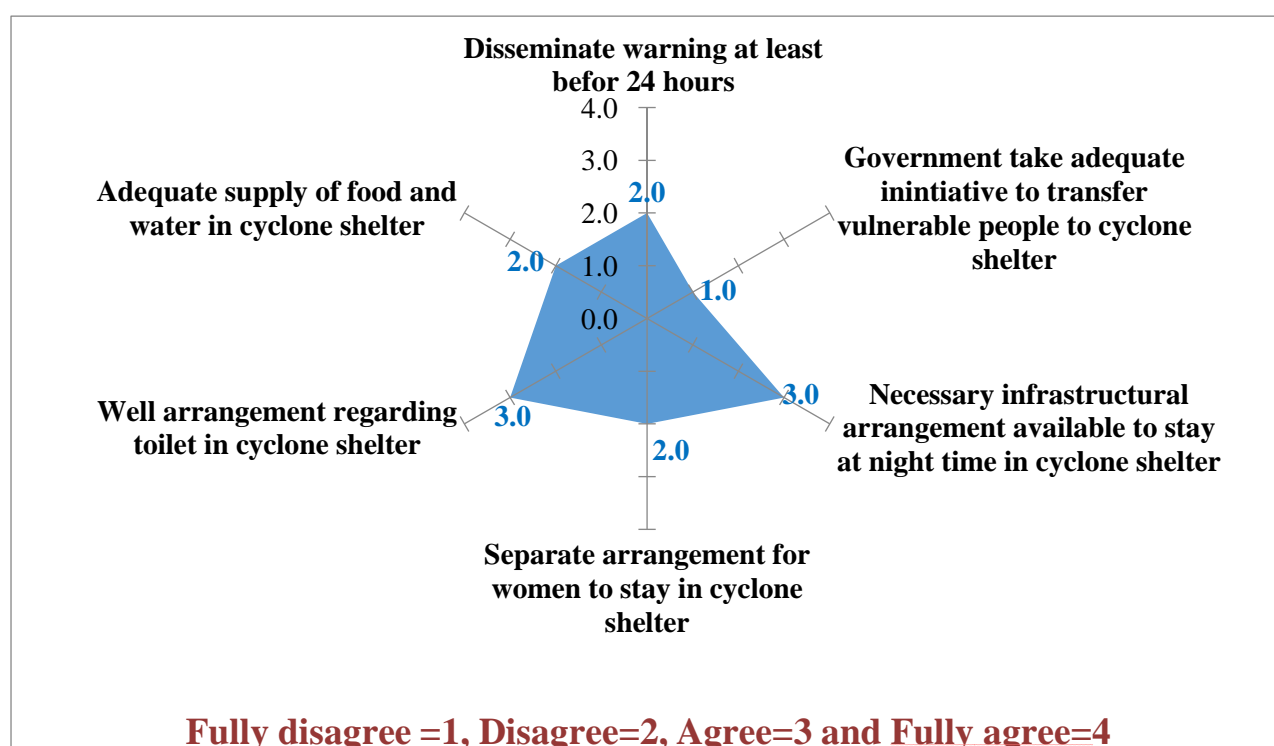 Disseminate warning at least
befor 24 hours
4.0
3.0
2.0
1.0
0.0
2.0
Government take adequate
inintiative to transfer
vulnerable people to cyclone
shelter
1.0
Necessary infrastructural
arrangement available to stay
at night time in cyclone shelter
3.0
Separate arrangement for
women to stay in cyclone
shelter
2.0
Well arrangement regarding
toilet in cyclone shelter
3.0
Adequate supply of food and
water in cyclone shelter
2.0
Fully disagree =1, Disagree=2, Agree=3 and Fully agree=4